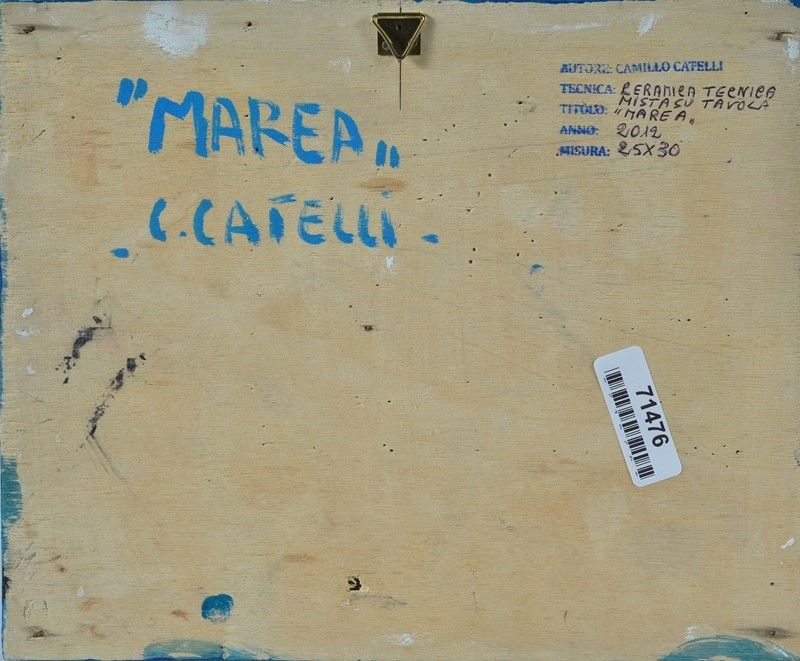 "MAREA"
- C.CATELLI -
AUTORE: CAMILLO CATELLI
TECNICA: CERAMICA TECNICA MISTA SU TAVOLA
TITOLO: "MAREA"
ANNO: 2012
MISURA: 25X30
71476